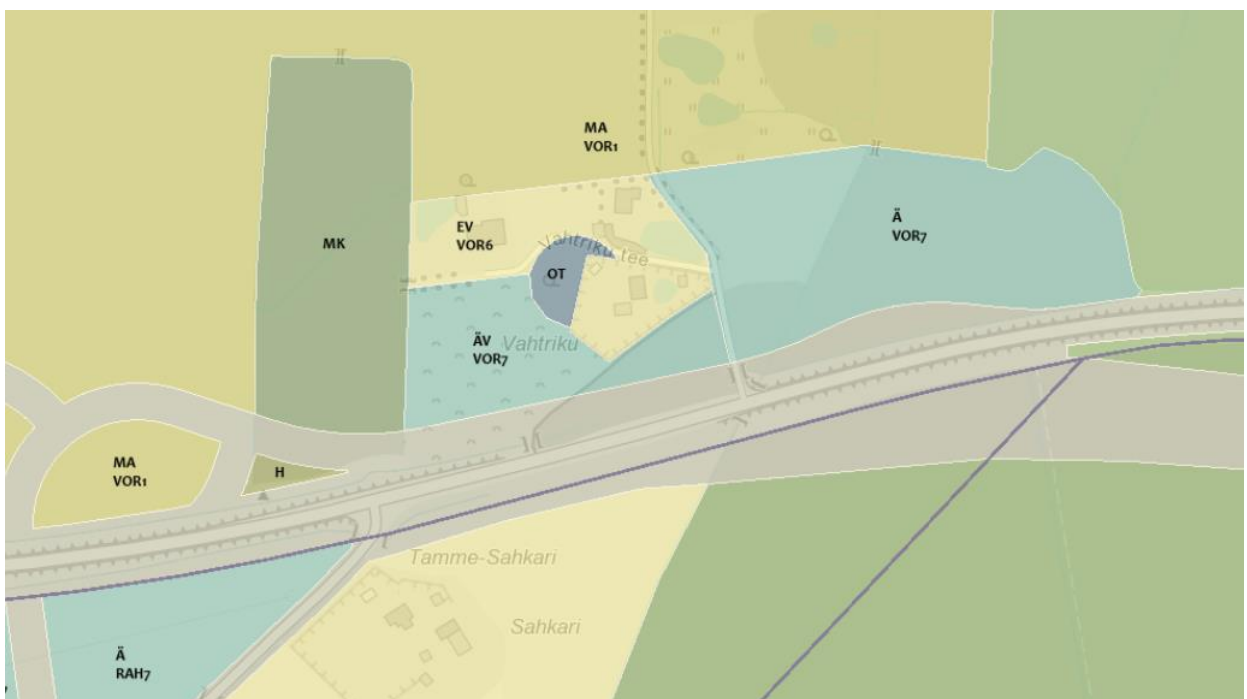 MA
VOR1
MK
EV
VOR6
Vahtriku tee
OT
Ä
VOR7
ÄV
VOR7
Vahtriku
MA
VOR1
H
Tamme-Sahkari
Sahkari
Ä
RAH7